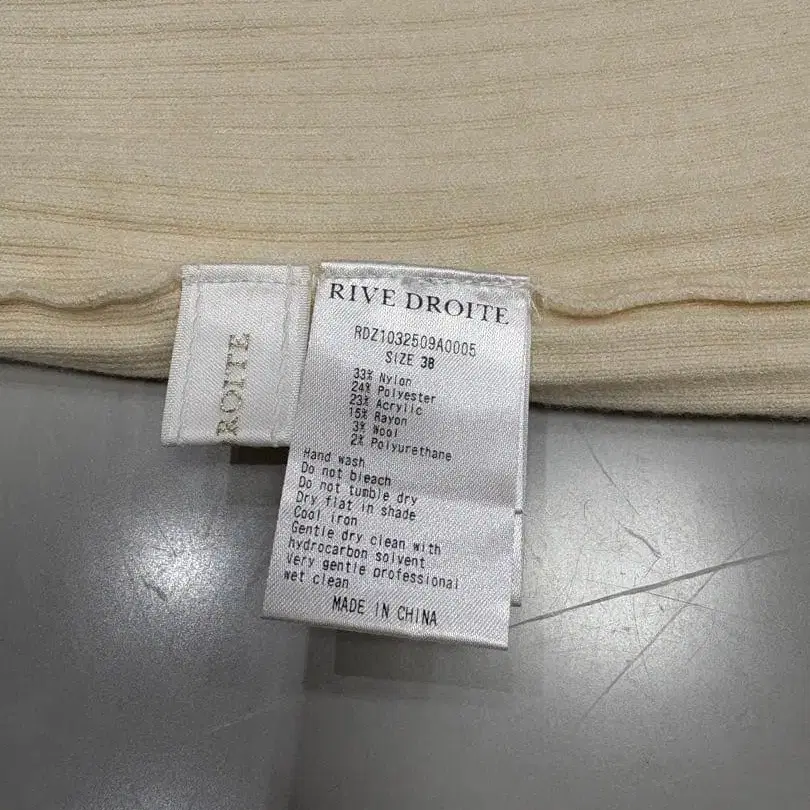 DROITE
RIVE DROITE
RDZ1032509A0005
SIZE 38
33% Nylon
24% Polyester
23% Acrylic
15% Rayon
3% Wool
2% Polyurethane
Hand wash
Do not bleach
Do not tumble dry
Dry flat in shade
Cool iron
Gentle dry clean with
hydrocarbon solvent
Very gentle professional
wet clean
MADE IN CHINA